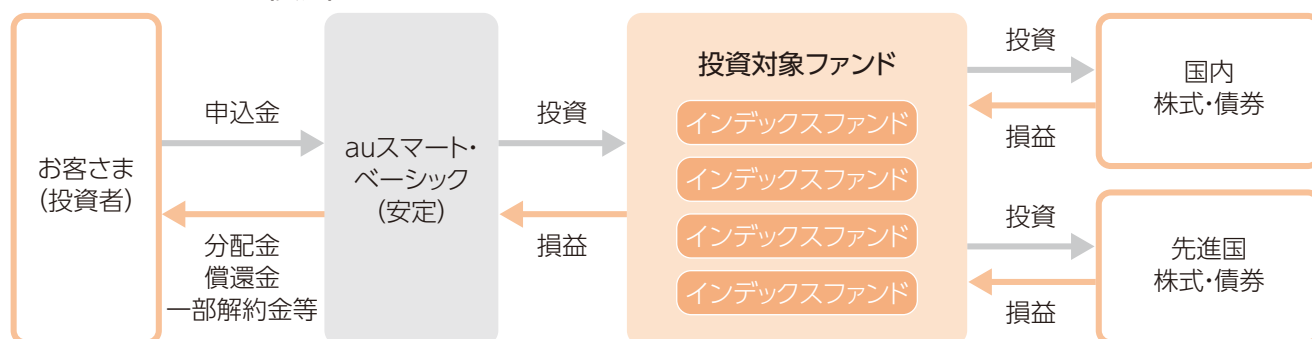 お客さま
(投資者)
申込金
分配金
償還金
一部解約金等
auスマート・
ベーシック
(安定)
投資
損益
投資対象ファンド
インデックスファンド
インデックスファンド
インデックスファンド
インデックスファンド
投資
損益
国内
株式・債券
投資
損益
先進国
株式・債券